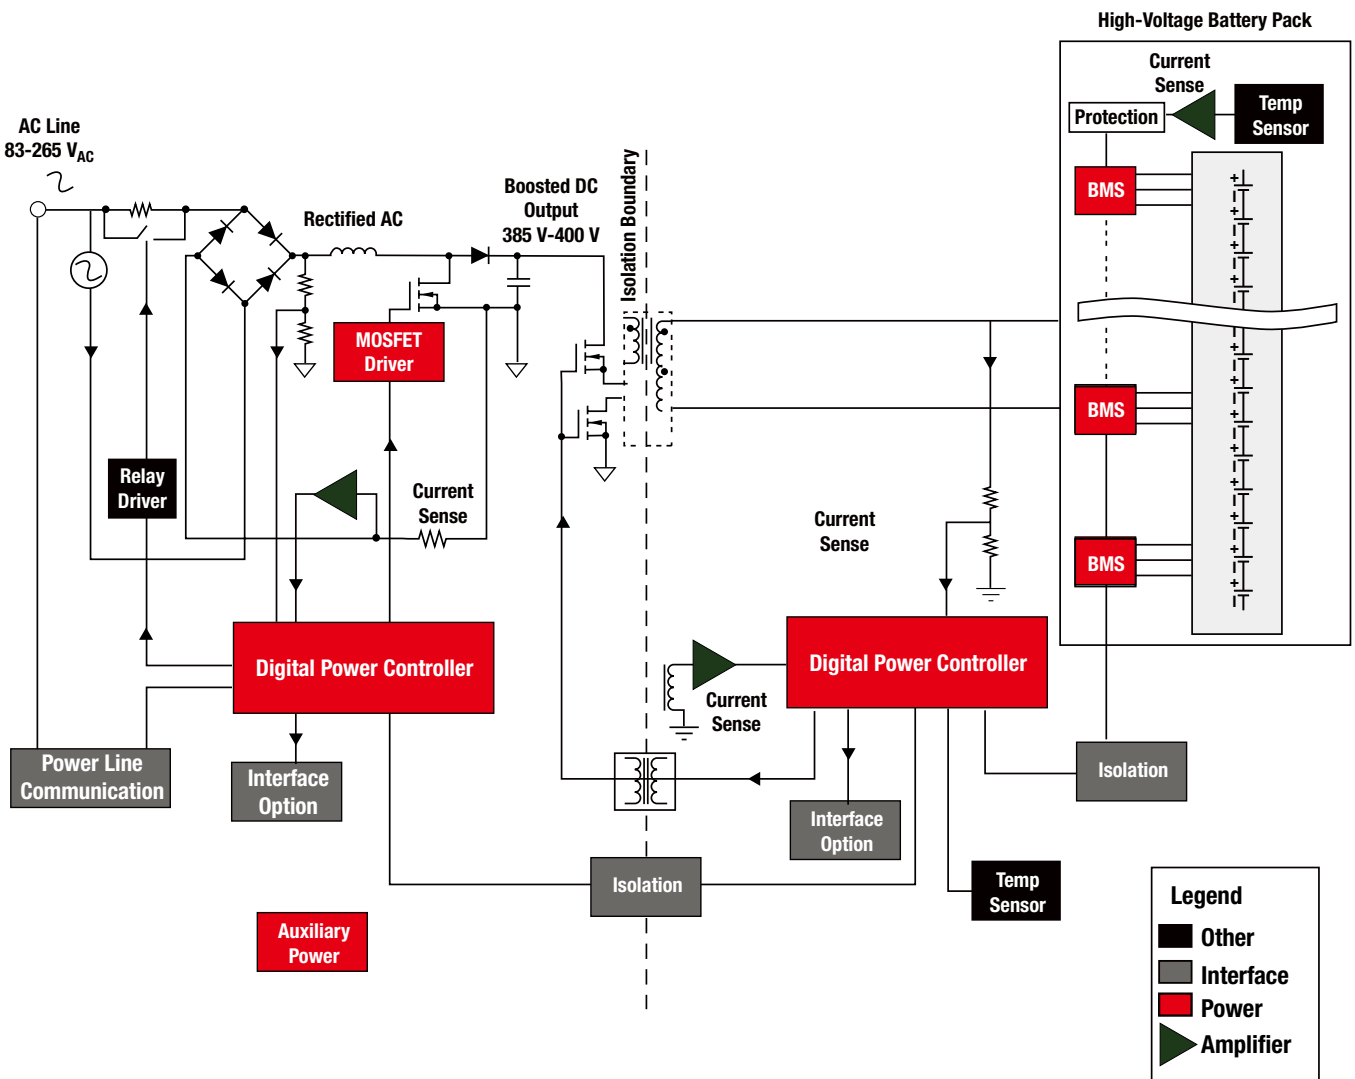 High-Voltage Battery Pack
Current
Sense
Temp
Sensor
Protection
AC Line
83-265 VAC
BMS
Rectified AC
Boosted DC
Output
385 V-400 V
Isolation Boundary
MOSFET
Driver
BMS
Relay
Driver
Current
Sense
Current
Sense
BMS
Digital Power Controller
Digital Power Controller
Current
Sense
Power Line
Communication
Interface
Option
Isolation
Interface
Option
Isolation
Temp
Sensor
Auxiliary
Power
Legend
Other
Interface
Power
Amplifier